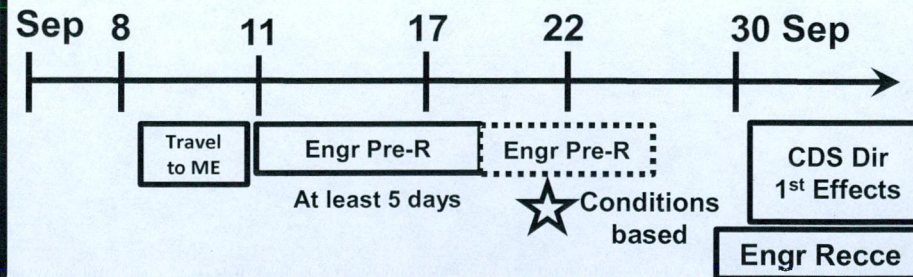 Sep 8 11 17 22 30 Sep
Travel
to ME
Engr Pre-R
Engr Pre-R
At least 5 days
Conditions
based
CDS Dir
1st Effects
Engr Recce